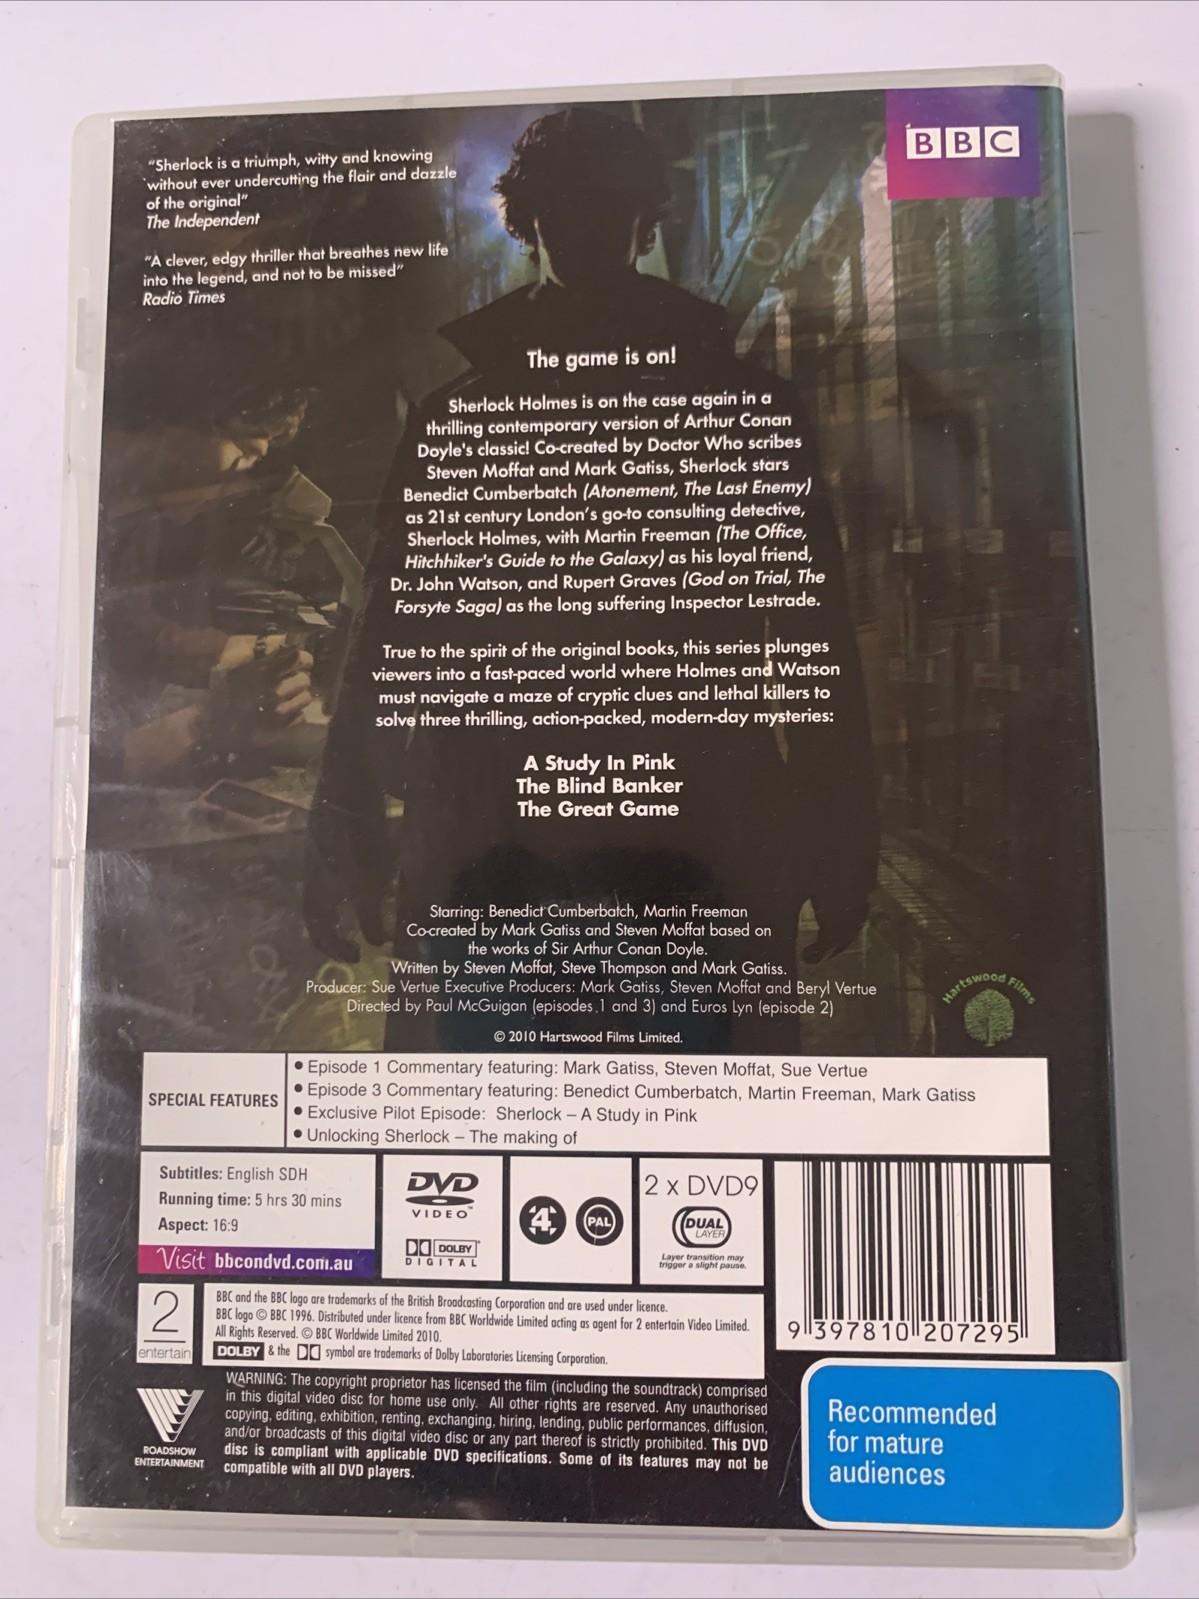 "Sherlock is a triumph, witty and knowing
without ever undercutting the flair and dazzle
of the original"
The Independent
"A clever, edgy thriller that breathes new life
into the legend, and not to be missed"
Radio Times
BBC
The game is on!
Sherlock Holmes is on the case again in a
thrilling contemporary version of Arthur Conan
Doyle's classic! Co-created by Doctor Who scribes
Steven Moffat and Mark Gatiss, Sherlock stars
Benedict Cumberbatch (Atonement, The Last Enemy)
as 21st century London's go-to consulting detective,
Sherlock Holmes, with Martin Freeman (The Office,
Hitchhiker's Guide to the Galaxy) as his loyal friend,
Dr. John Watson, and Rupert Graves (God on Trial, The
Forsyte Saga) as the long suffering Inspector Lestrade.
True to the spirit of the original books, this series plunges
viewers into a fast-paced world where Holmes and Watson
must navigate a maze of cryptic clues and lethal killers to
solve three thrilling, action-packed, modern-day mysteries:
A Study In Pink
The Blind Banker
The Great Game
Starring: Benedict Cumberbatch, Martin Freeman
Co-created by Mark Gatiss and Steven Moffat based on
the works of Sir Arthur Conan Doyle.
Written by Steven Moffat, Steve Thompson and Mark Gatiss.
Producer: Sue Vertue Executive Producers: Mark Gatiss, Steven Moffat and Beryl Vertue
Directed by Paul McGuigan (episodes 1 and 3) and Euros Lyn (episode 2)
© 2010 Hartswood Films Limited.
Hartswood Films
SPECIAL FEATURES
• Episode 1 Commentary featuring: Mark Gatiss, Steven Moffat, Sue Vertue
• Episode 3 Commentary featuring: Benedict Cumberbatch, Martin Freeman, Mark Gatiss
• Exclusive Pilot Episode: Sherlock – A Study in Pink
• Unlocking Sherlock – The making of
Subtitles: English SDH
Running time: 5 hrs 30 mins
Aspect: 16:9
Visit bbcondvd.com.au
DVD
VIDEO™
DOLBY
DIGITAL
4
PAL
2 x DVD9
DUAL
LAYER
Layer transition may
trigger a slight pause.
9 397810 207295
2
entertain
BBC and the BBC logo are trademarks of the British Broadcasting Corporation and are used under licence.
BBC logo © BBC 1996. Distributed under licence from BBC Worldwide Limited acting as agent for 2 entertain Video Limited.
All Rights Reserved. © BBC Worldwide Limited 2010.
DOLBY & the symbol are trademarks of Dolby Laboratories Licensing Corporation.
ROADSHOW
ENTERTAINMENT
WARNING: The copyright proprietor has licensed the film (including the soundtrack) comprised
in this digital video disc for home use only. All other rights are reserved. Any unauthorised
copying, editing, exhibition, renting, exchanging, hiring, lending, public performances, diffusion,
and/or broadcasts of this digital video disc or any part thereof is strictly prohibited. This DVD
disc is compliant with applicable DVD specifications. Some of its features may not be
compatible with all DVD players.
Recommended
for mature
audiences